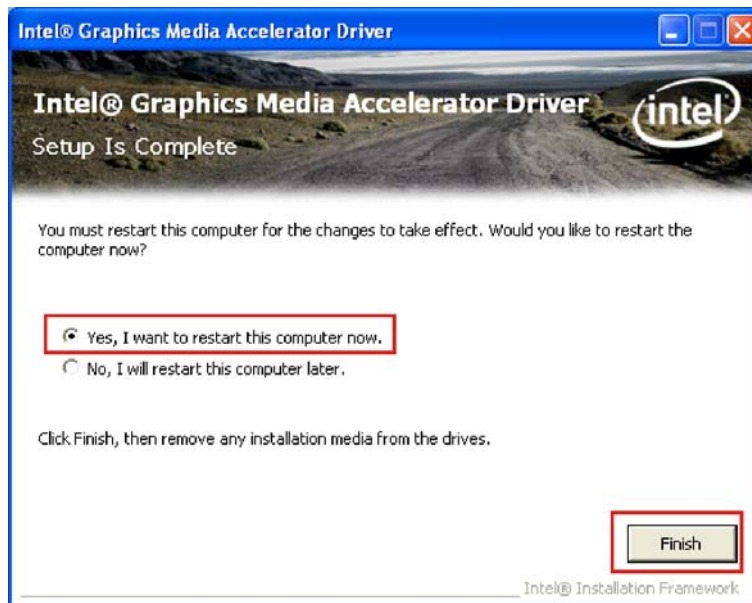 Intel® Graphics Media Accelerator Driver
Intel® Graphics Media Accelerator Driver
intel
Setup Is Complete
You must restart this computer for the changes to take effect. Would you like to restart the
computer now?
Yes, I want to restart this computer now.
No, I will restart this computer later.
Click Finish, then remove any installation media from the drives.
Finish
Intel® Installation Framework